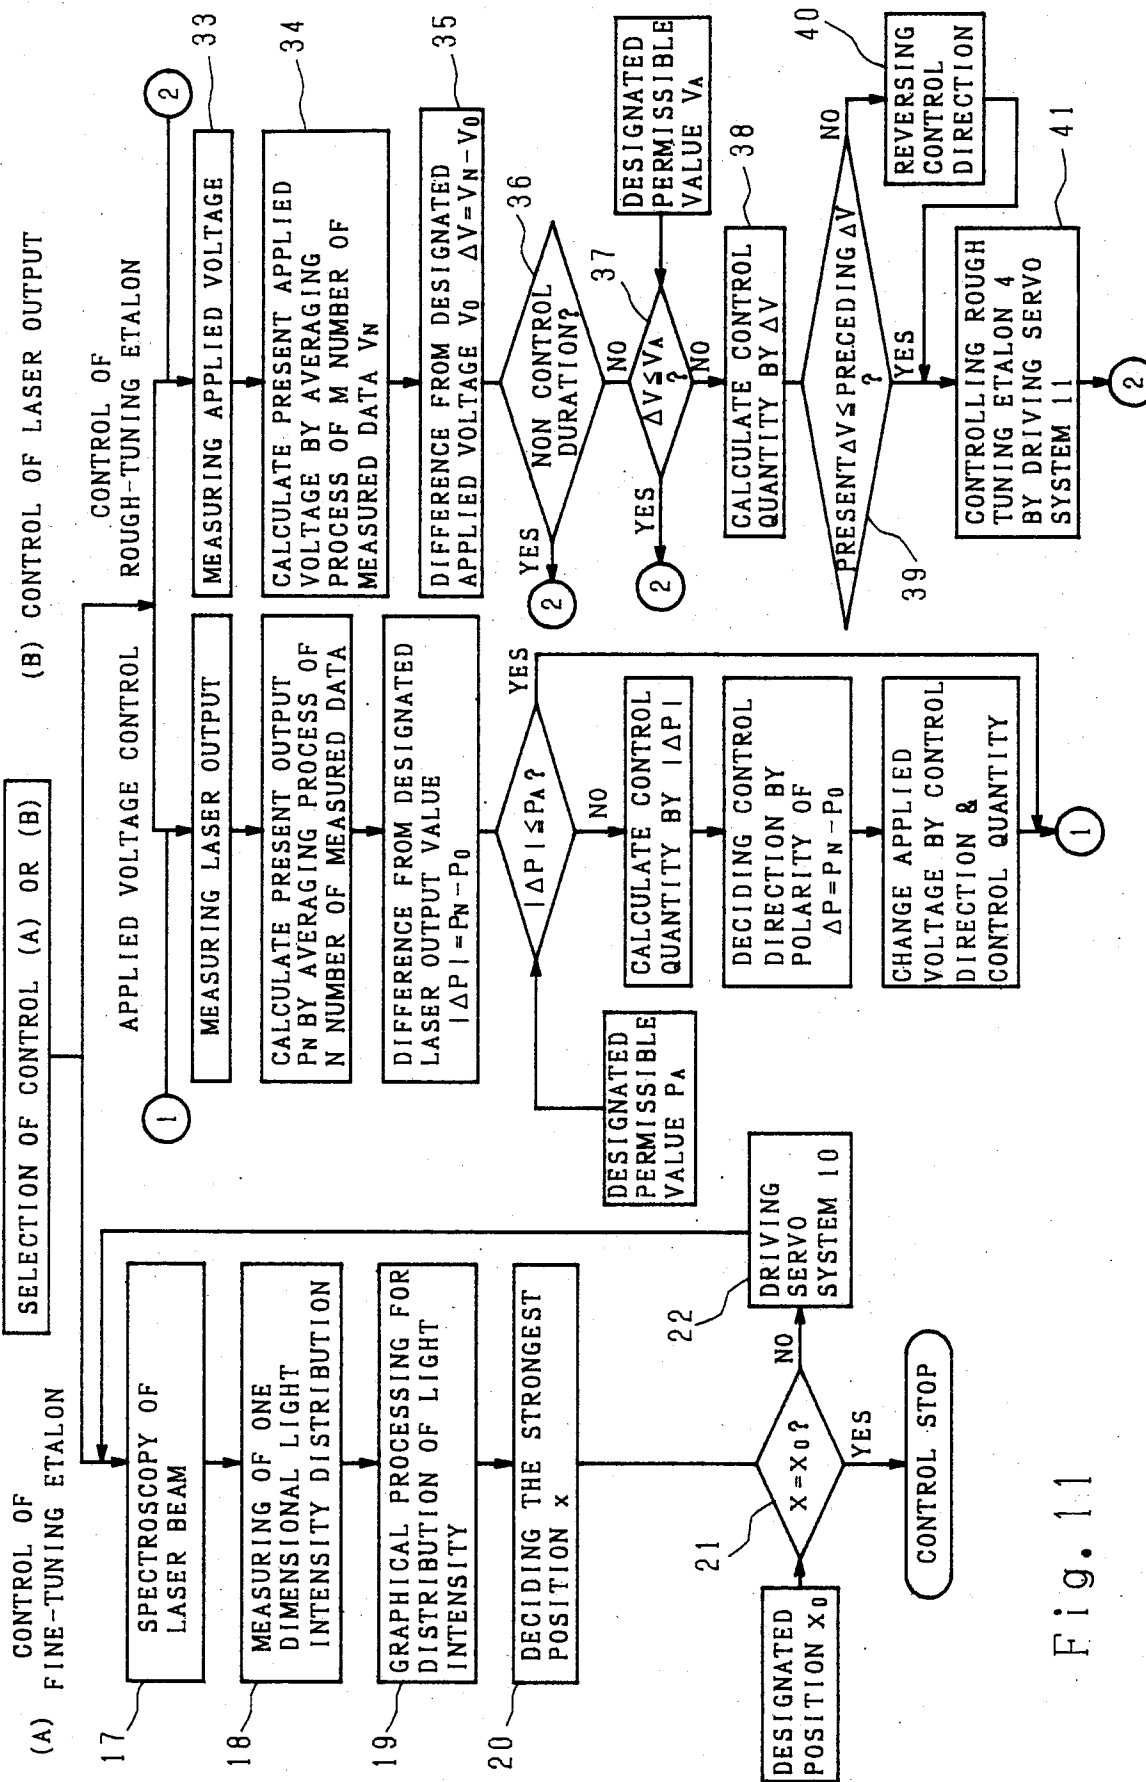 SELECTION OF CONTROL (A) OR (B)
CONTROL OF
(A) FINE-TUNING ETALON
17
SPECTROSCOPY OF
LASER BEAM
18
MEASURING OF ONE
DIMENSIONAL LIGHT
INTENSITY DISTRIBUTION
19
GRAPHICAL PROCESSING FOR
DISTRIBUTION OF LIGHT
INTENSITY
20
DECIDING THE STRONGEST
POSITION x
DESIGNATED
POSITION X0
21
X=X0?
NO
22
DRIVING
SERVO
SYSTEM 10
YES
CONTROL STOP
(B) CONTROL OF LASER OUTPUT
APPLIED VOLTAGE CONTROL
1
MEASURING LASER OUTPUT
CALCULATE PRESENT OUTPUT
PN BY AVERAGING PROCESS OF
N NUMBER OF MEASURED DATA
DIFFERENCE FROM DESIGNATED
LASER OUTPUT VALUE
|ΔP|=PN-P0
DESIGNATED
PERMISSIBLE
VALUE PA
|ΔP|≦PA?
YES
NO
CALCULATE CONTROL
QUANTITY BY |ΔP|
DECIDING CONTROL
DIRECTION BY
POLARITY OF
ΔP=PN-P0
CHANGE APPLIED
VOLTAGE BY CONTROL
DIRECTION &
CONTROL QUANTITY
1
CONTROL OF
ROUGH-TUNING ETALON
2
MEASURING APPLIED VOLTAGE
33
CALCULATE PRESENT APPLIED
VOLTAGE BY AVERAGING
PROCESS OF M NUMBER OF
MEASURED DATA VN
34
DIFFERENCE FROM DESIGNATED
APPLIED VOLTAGE V0 ΔV=VN-V0
35
NON CONTROL
DURATION?
36
YES
2
NO
DESIGNATED
PERMISSIBLE
VALUE VA
37
ΔV≦VA
?
YES
2
NO
CALCULATE CONTROL
QUANTITY BY ΔV
38
PRESENT ΔV≦PRECEDING ΔV
?
39
NO
REVERSING
CONTROL
DIRECTION
40
YES
CONTROLLING ROUGH
TUNING ETALON 4
BY DRIVING SERVO
SYSTEM 11
41
2
Fig. 11